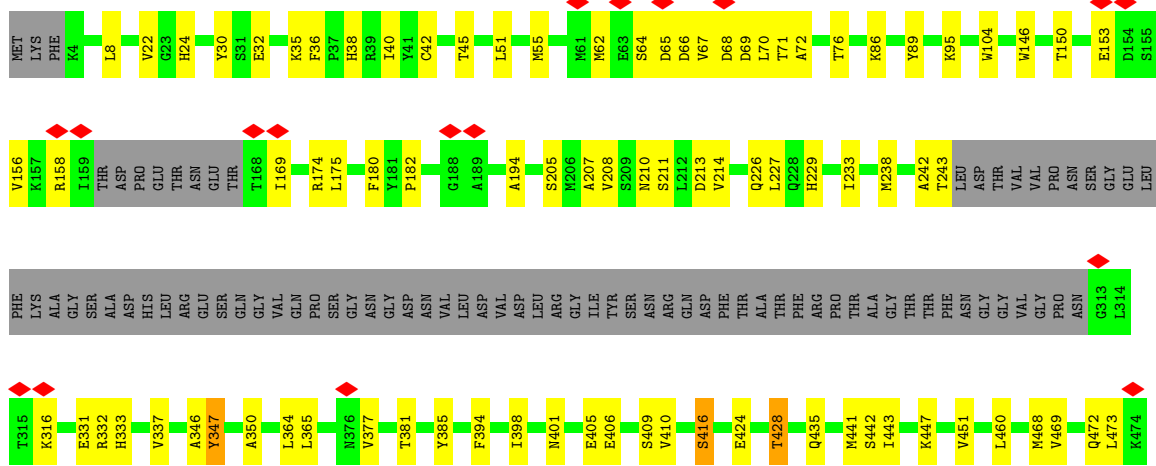 MET LYS PHE K4 L8 V22 G23 H24 Y30 S31 E32 K35 F36 P37 H38 R39 I40 Y41 C42 T45 L51 M55 M61 M62 E63 S64 D65 D66 V67 D68 D69 L70 T71 A72 T76 K86 Y89 K95 W104 W146 T150 E153 D154 S155
V156 K157 R158 I159 THR ASP PRO GLU THR ASN GLU THR T168 I169 R174 L175 F180 Y181 P182 G188 A189 A194 S205 M206 A207 V208 S209 N210 S211 L212 D213 V214 Q226 L227 Q228 H229 I233 M238 A242 T243 LEU ASP THR VAL VAL PRO ASN SER GLY GLU LEU
PHE LYS ALA GLY SER ALA ASP HIS LEU ARG GLU SER GLN GLY VAL GLN PRO SER GLY ASN GLY ASP ASN VAL LEU ASP VAL ASP LEU ARG GLY ILE TYR SER ASN ARG GLN ASP PHE THR ALA THR PHE ARG PRO THR ALA GLY THR THR PHE ASN GLY GLY VAL GLY PRO ASN G313 L314
T315 K316 E331 R332 H333 V337 A346 Y347 A350 L364 L365 N376 V377 T381 Y385 F394 I398 N401 E405 E406 S409 V410 S416 E424 T428 Q435 M441 S442 I443 K447 V451 L460 M468 V469 Q472 L473 K474